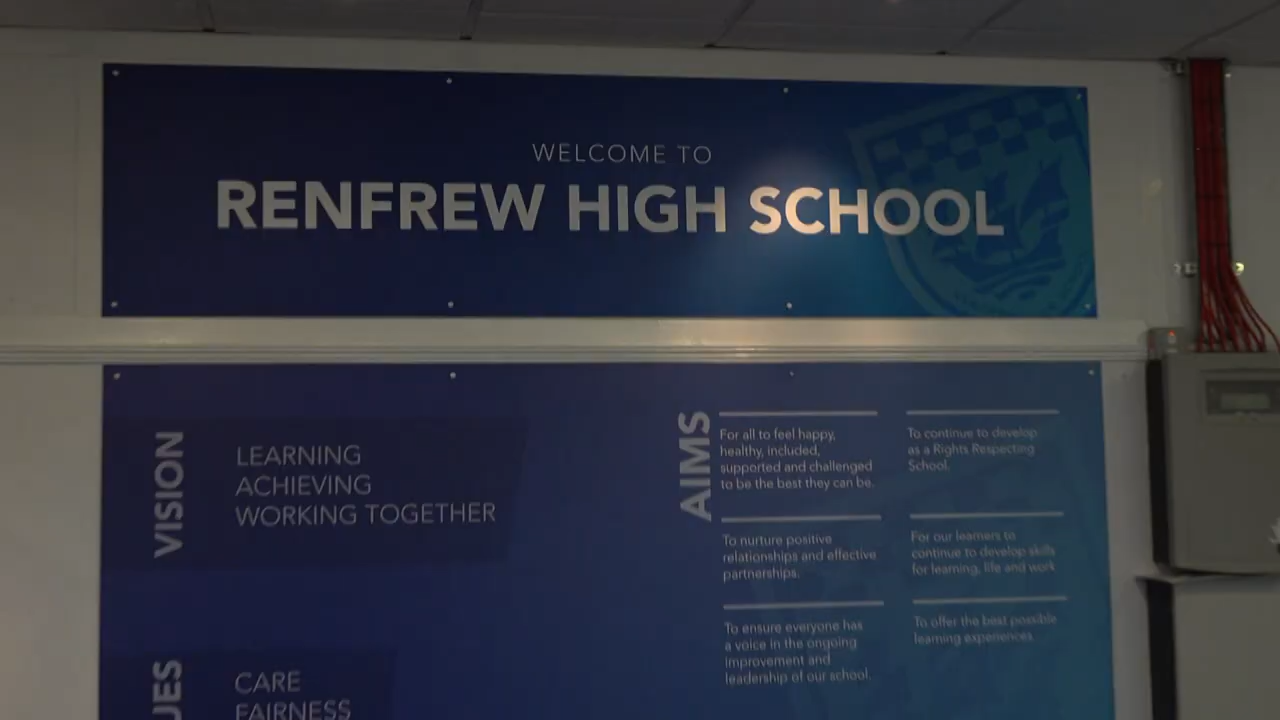 WELCOME TO
RENFREW HIGH SCHOOL
VISION
LEARNING
ACHIEVING
WORKING TOGETHER
AIMS
For all to feel happy,
healthy, included,
supported and challenged
to be the best they can be.
To nurture positive
relationships and effective
partnerships.
To ensure everyone has
a voice in the ongoing
improvement and
leadership of our school.
To continue to develop
as a Rights Respecting
School.
For our learners to
continue to develop skills
for learning, life and work
To offer the best possible
learning experiences.
UES
CARE
FAIRNESS